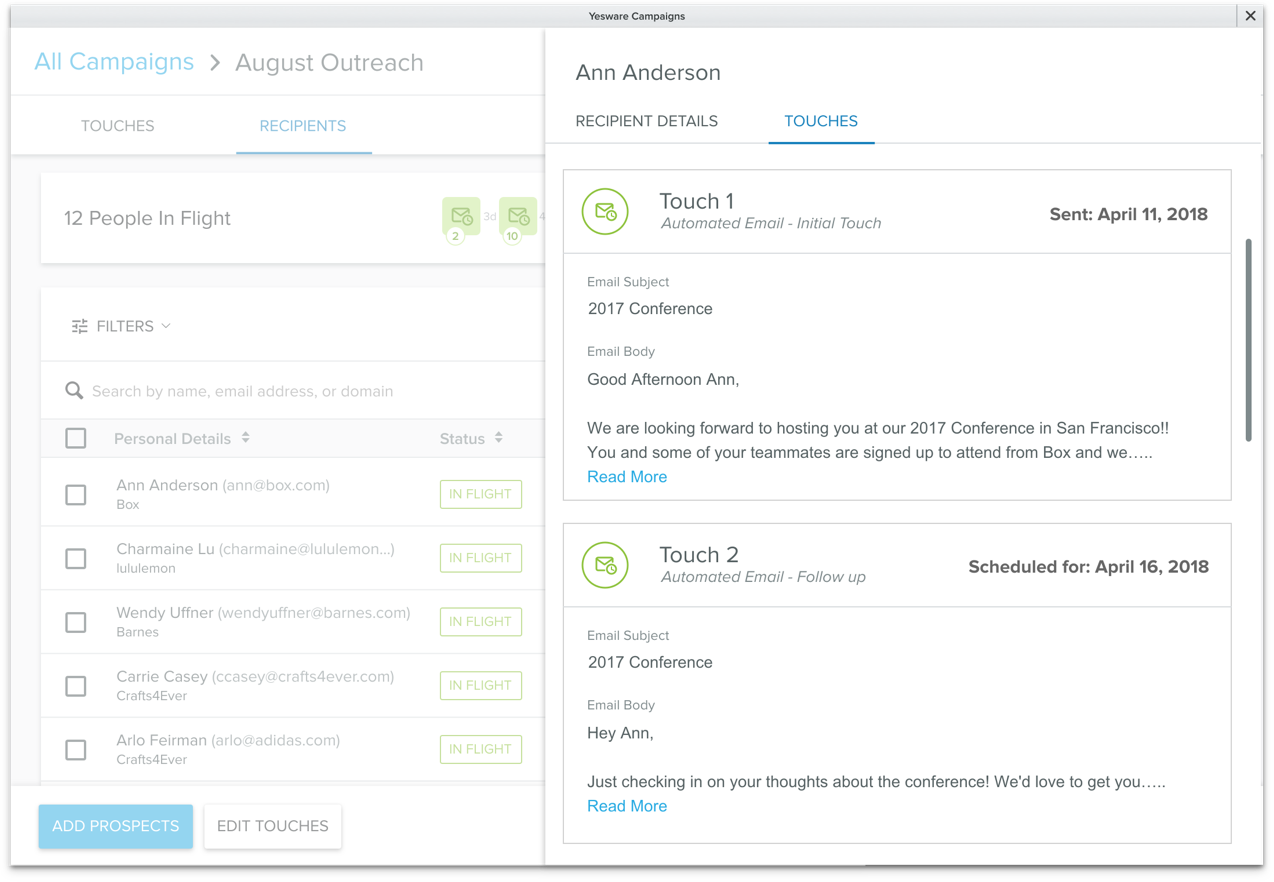 Yesware Campaigns
All Campaigns > August Outreach
TOUCHES RECIPIENTS
12 People In Flight
3d 4
2 10
FILTERS
Search by name, email address, or domain
Personal Details Status
Ann Anderson (ann@box.com) IN FLIGHT
Box
Charmaine Lu (charmaine@lululemon...) IN FLIGHT
lululemon
Wendy Uffner (wendyuffner@barnes.com) IN FLIGHT
Barnes
Carrie Casey (ccasey@crafts4ever.com) IN FLIGHT
Crafts4Ever
Arlo Feirman (arlo@adidas.com) IN FLIGHT
Crafts4Ever
ADD PROSPECTS EDIT TOUCHES
Ann Anderson
RECIPIENT DETAILS TOUCHES
Touch 1
Automated Email - Initial Touch
Sent: April 11, 2018
Email Subject
2017 Conference
Email Body
Good Afternoon Ann,
We are looking forward to hosting you at our 2017 Conference in San Francisco!!
You and some of your teammates are signed up to attend from Box and we…..
Read More
Touch 2
Automated Email - Follow up
Scheduled for: April 16, 2018
Email Subject
2017 Conference
Email Body
Hey Ann,
Just checking in on your thoughts about the conference! We'd love to get you…..
Read More